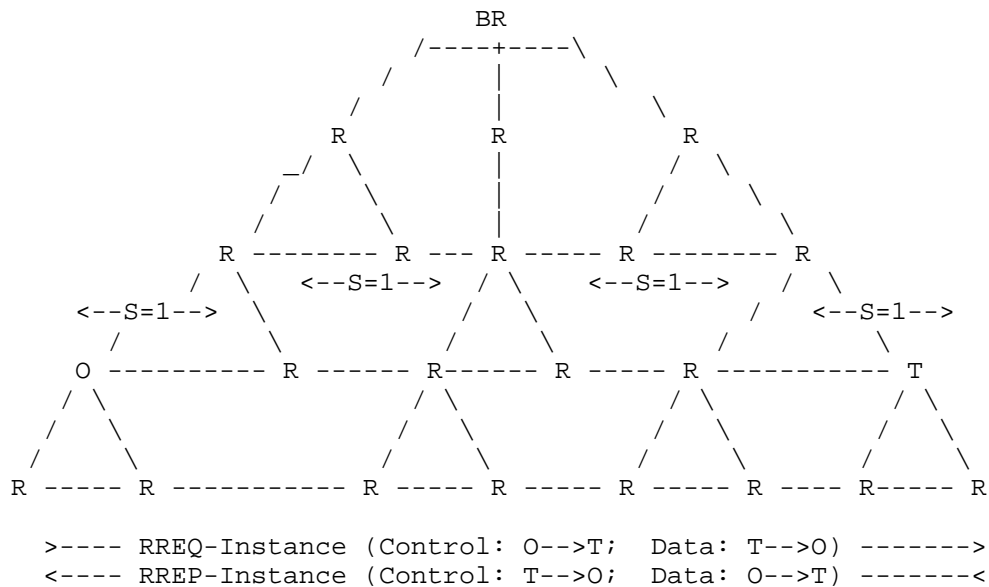 BR
R R R
R R R R R
<--S=1--> <--S=1-->
<--S=1--> <--S=1-->
O R R R R T
R R R R R R R R
>---- RREQ-Instance (Control: O-->T; Data: T-->O) ------->
<---- RREP-Instance (Control: T-->O; Data: O-->T) -------<